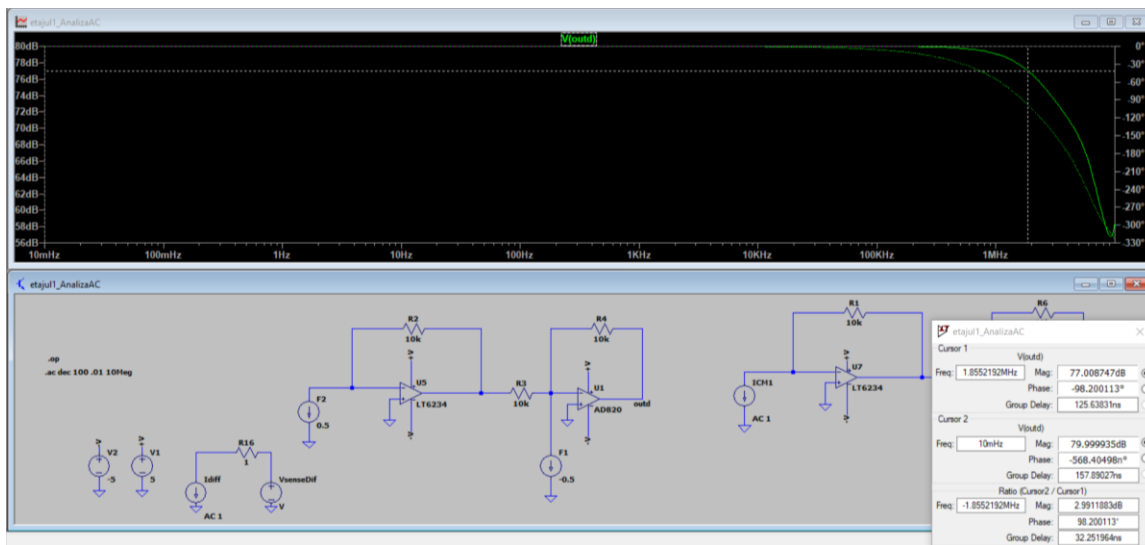 etajul1_AnalizaAC
V(outd)
80dB
78dB
76dB
74dB
72dB
70dB
68dB
66dB
64dB
62dB
60dB
58dB
56dB
0°
-30°
-60°
-90°
-120°
-150°
-180°
-210°
-240°
-270°
-300°
-330°
10mHz 100mHz 1Hz 10Hz 100Hz 1KHz 10KHz 100KHz 1MHz
etajul1_AnalizaAC
.op
.ac dec 100 .01 10Meg
V2
-5
-V
V1
5
+V
R16
1
Idiff
AC 1
VsenseDif
V
R2
10k
F2
0.5
+V
U5
LT6234
-V
R3
10k
R4
10k
+V
U1
AD820
-V
outd
F1
-0.5
R1
10k
ICM1
AC 1
+V
U7
LT6234
-V
R6
etajul1_AnalizaAC
Cursor 1
V(outd)
Freq: 1.8552192MHz Mag: 77.008747dB
Phase: -98.200113°
Group Delay: 125.63831ns
Cursor 2
V(outd)
Freq: 10mHz Mag: 79.999935dB
Phase: -568.40498n°
Group Delay: 157.89027ns
Ratio (Cursor2 / Cursor1)
Freq: -1.8552192MHz Mag: 2.9911883dB
Phase: 98.200113°
Group Delay: 32.251964ns